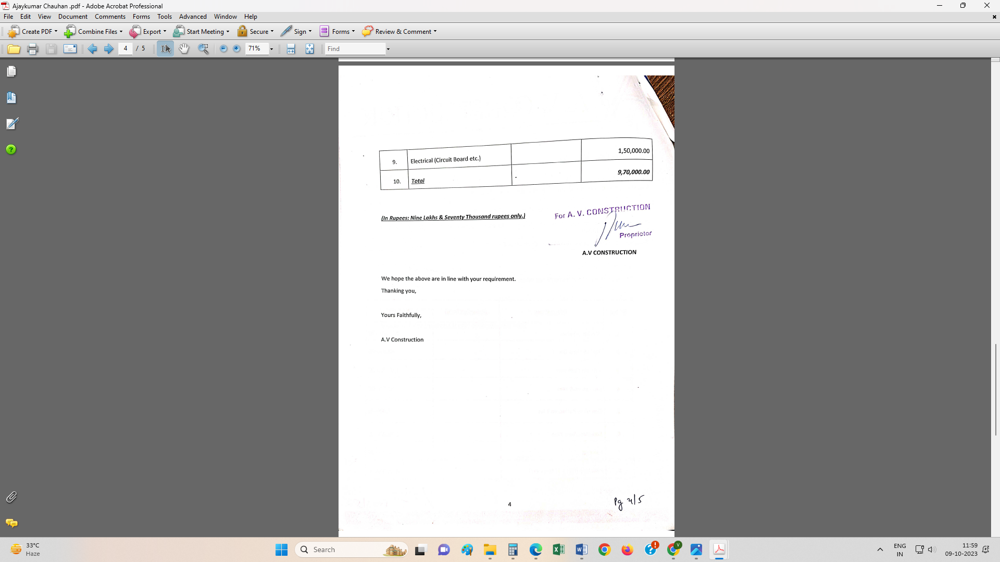 Ajaykumar Chauhan .pdf - Adobe Acrobat Professional
File Edit View Document Comments Forms Tools Advanced Window Help
Create PDF Combine Files Export Start Meeting Secure Sign Forms Review & Comment
4 / 5 71% Find
9. Electrical (Circuit Board etc.) 1,50,000.00
10. Total - 9,70,000.00
(In Rupees: Nine Lakhs & Seventy Thousand rupees only.)
For A. V. CONSTRUCTION
Proprietor
A.V CONSTRUCTION
We hope the above are in line with your requirement.
Thanking you,
Yours Faithfully,
A.V Construction
4
Pg 4/5
33°C
Haze
Search
ENG
IN
11:59
09-10-2023